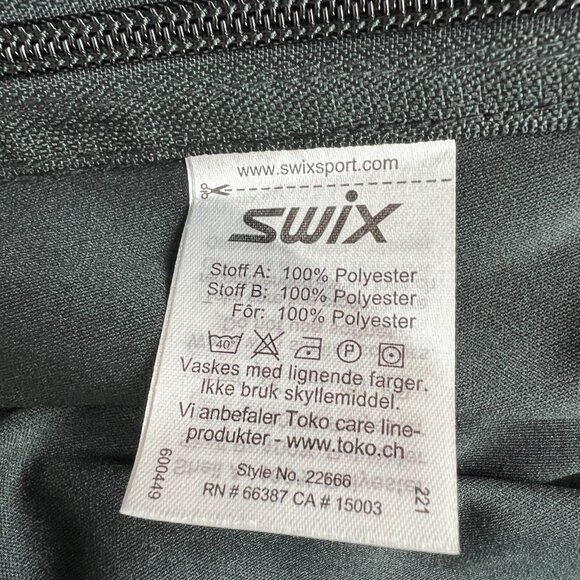 www.swixsport.com
swix
Stoff A: 100% Polyester
Stoff B: 100% Polyester
Fôr: 100% Polyester
40°
P
Vaskes med lignende farger.
Ikke bruk skyllemiddel.
Vi anbefaler Toko care line-
produkter - www.toko.ch
Style No. 22666
RN # 66387 CA # 15003
600449
221